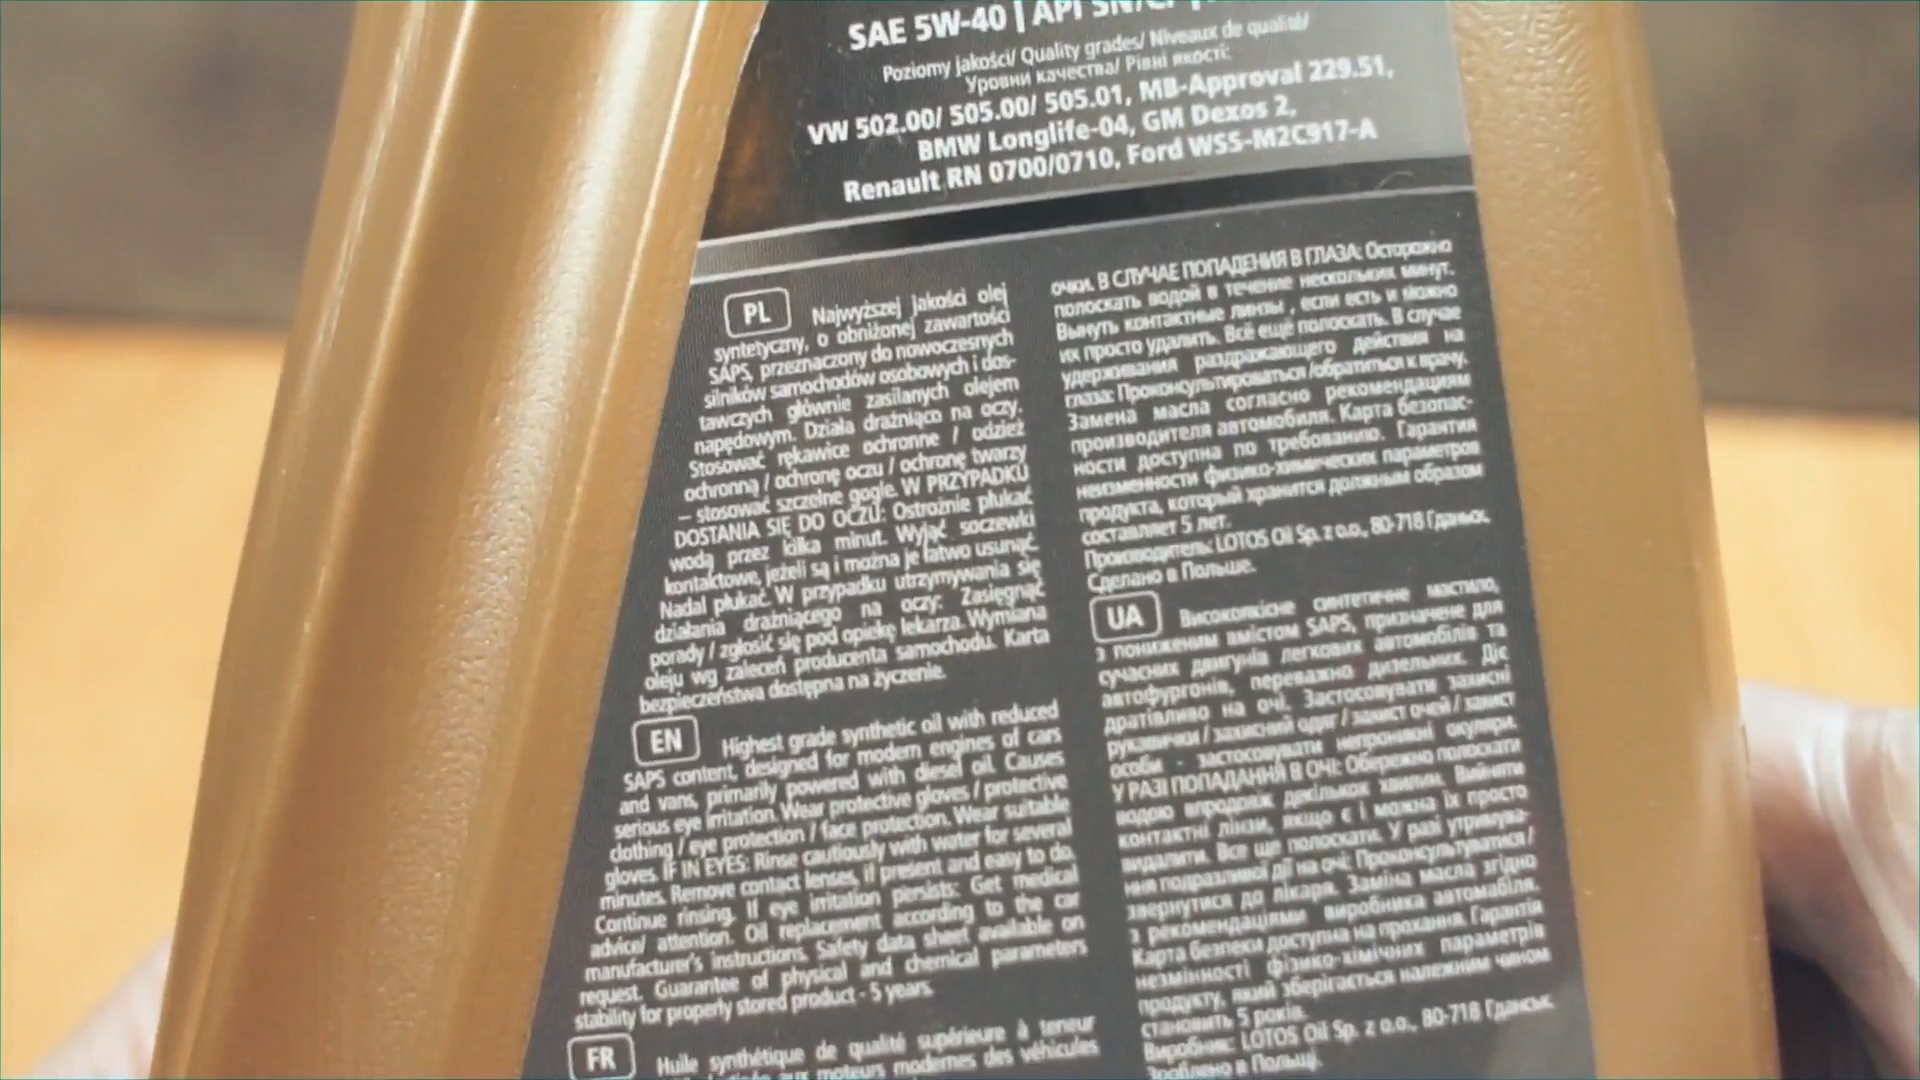 SAE 5W-40 | API SN/CF |
Poziomy jakości/ Quality grades/ Niveaux de qualité/
Уровни качества/ Рівні якості:
VW 502.00/ 505.00/ 505.01, MB-Approval 229.51,
BMW Longlife-04, GM Dexos 2,
Renault RN 0700/0710, Ford WSS-M2C917-A
PL Najwyższej jakości olej
syntetyczny, o obniżonej zawartości
SAPS, przeznaczony do nowoczesnych
silników samochodów osobowych i dos-
tawczych głównie zasilanych olejem
napędowym. Działa drażniąco na oczy.
Stosować rękawice ochronne / odzież
ochronną / ochronę oczu / ochronę twarzy
– stosować szczelne gogle. W PRZYPADKU
DOSTANIA SIĘ DO OCZU: Ostrożnie płukać
wodą przez kilka minut. Wyjąć soczewki
kontaktowe, jeżeli są i można je łatwo usunąć.
Nadal płukać. W przypadku utrzymywania się
działania drażniącego na oczy: Zasięgnąć
porady / zgłosić się pod opiekę lekarza. Wymiana
oleju wg zaleceń producenta samochodu. Karta
bezpieczeństwa dostępna na życzenie.
EN Highest grade synthetic oil with reduced
SAPS content, designed for modern engines of cars
and vans, primarily powered with diesel oil. Causes
serious eye irritation. Wear protective gloves / protective
clothing / eye protection / face protection. Wear suitable
gloves. IF IN EYES: Rinse cautiously with water for several
minutes. Remove contact lenses, if present and easy to do.
Continue rinsing. If eye irritation persists: Get medical
advice/ attention. Oil replacement according to the car
manufacturer's instructions. Safety data sheet available on
request. Guarantee of physical and chemical parameters
stability for properly stored product - 5 years.
FR Huile synthétique de qualité supérieure à teneur
aux moteurs modernes des véhicules
очки. В СЛУЧАЕ ПОПАДЕНИЯ В ГЛАЗА: Осторожно
полоскать водой в течение нескольких минут.
Вынуть контактные линзы , если есть и можно
их просто удалить. Всё ещё полоскать. В случае
удерживания раздражающего действия на
глаза: Проконсультироваться /обратиться к врачу.
Замена масла согласно рекомендациям
производителя автомобиля. Карта безопас-
ности доступна по требованию. Гарантия
неизменности физико-химических параметров
продукта, который хранится должным образом
составляет 5 лет.
Производитель: LOTOS Oil Sp. z o.o., 80-718 Гданьск.
Сделано в Польше.
UA Високоякісне синтетичне мастило,
з пониженим вмістом SAPS, призначене для
сучасних двигунів легкових автомобілів та
автофургонів, переважно дизельних. Діє
дратівливо на очі. Застосовувати захисні
рукавички / захисний одяг / захист очей / захист
особи - застосовувати непроникні окуляри.
У РАЗІ ПОПАДАННЯ В ОЧІ: Обережно полоскати
водою впродовж декількох хвилин. Вийняти
контактні лінзи, якщо є і можна їх просто
видалити. Все ще полоскати. У разі утримува-
ння подразливої дії на очі: Проконсультуватися /
звернутися до лікаря. Заміна масла згідно
з рекомендаціями виробника автомабіля.
Карта безпеки доступна на прохання. Гарантія
незмінності фізико-хімічних параметрів
продукту, який зберігається належним чином
становить 5 років.
Виробник: LOTOS Oil Sp. z o.o., 80-718 Гданськ.
Зроблено в Польщі.